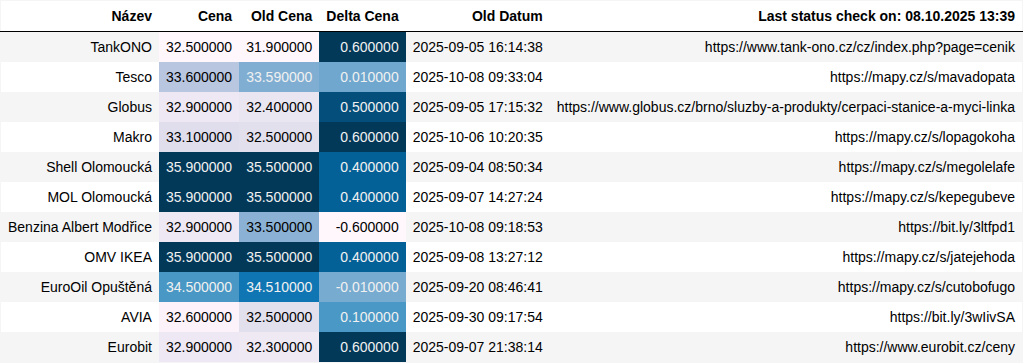 Název Cena Old Cena Delta Cena Old Datum Last status check on: 08.10.2025 13:39
TankONO 32.500000 31.900000 0.600000 2025-09-05 16:14:38 https://www.tank-ono.cz/cz/index.php?page=cenik
Tesco 33.600000 33.590000 0.010000 2025-10-08 09:33:04 https://mapy.cz/s/mavadopata
Globus 32.900000 32.400000 0.500000 2025-09-05 17:15:32 https://www.globus.cz/brno/sluzby-a-produkty/cerpaci-stanice-a-myci-linka
Makro 33.100000 32.500000 0.600000 2025-10-06 10:20:35 https://mapy.cz/s/lopagokoha
Shell Olomoucká 35.900000 35.500000 0.400000 2025-09-04 08:50:34 https://mapy.cz/s/megolelafe
MOL Olomoucká 35.900000 35.500000 0.400000 2025-09-07 14:27:24 https://mapy.cz/s/kepegubeve
Benzina Albert Modřice 32.900000 33.500000 -0.600000 2025-10-08 09:18:53 https://bit.ly/3ltfpd1
OMV IKEA 35.900000 35.500000 0.400000 2025-09-08 13:27:12 https://mapy.cz/s/jatejehoda
EuroOil Opuštěná 34.500000 34.510000 -0.010000 2025-09-20 08:46:41 https://mapy.cz/s/cutobofugo
AVIA 32.600000 32.500000 0.100000 2025-09-30 09:17:54 https://bit.ly/3wIivSA
Eurobit 32.900000 32.300000 0.600000 2025-09-07 21:38:14 https://www.eurobit.cz/ceny